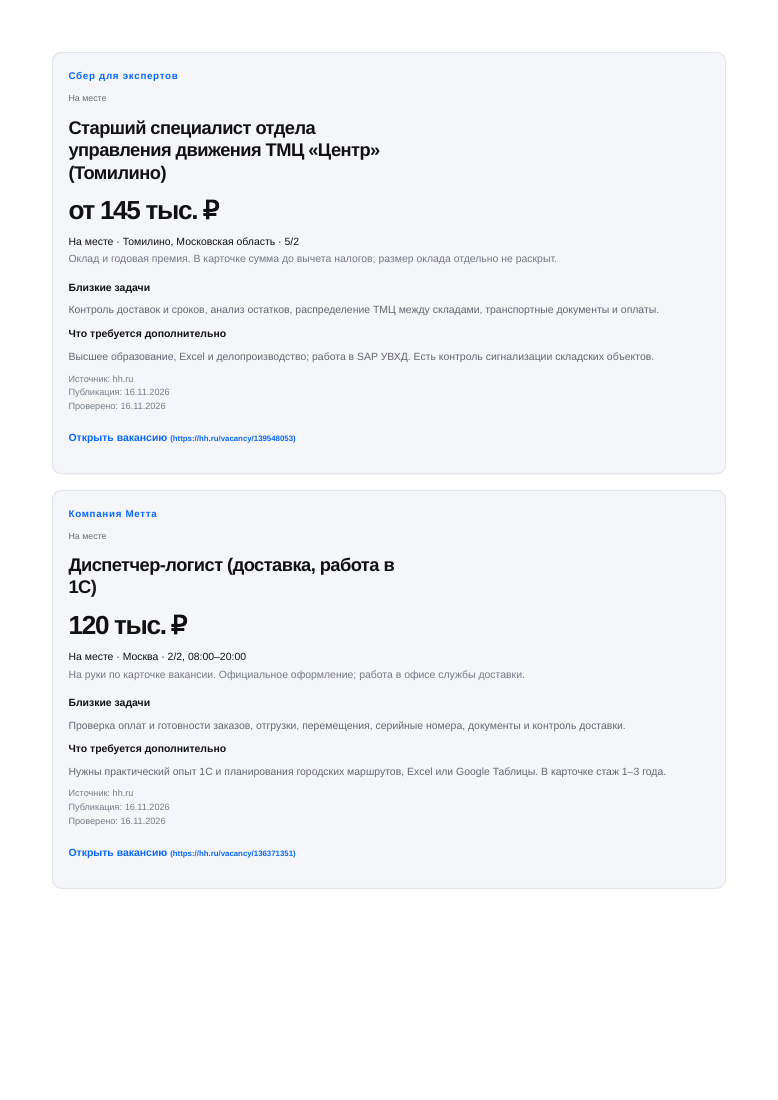 Сбер для экспертов
На месте
Старший специалист отдела
управления движения ТМЦ «Центр»
(Томилино)
от 145 тыс. ₽
На месте · Томилино, Московская область · 5/2
Оклад и годовая премия. В карточке сумма до вычета налогов; размер оклада отдельно не раскрыт.
Близкие задачи
Контроль доставок и сроков, анализ остатков, распределение ТМЦ между складами, транспортные документы и оплаты.
Что требуется дополнительно
Высшее образование, Excel и делопроизводство; работа в SAP УВХД. Есть контроль сигнализации складских объектов.
Источник: hh.ru
Публикация: 16.11.2026
Проверено: 16.11.2026
Открыть вакансию (https://hh.ru/vacancy/139548053)
Компания Метта
На месте
Диспетчер-логист (доставка, работа в
1С)
120 тыс. ₽
На месте · Москва · 2/2, 08:00–20:00
На руки по карточке вакансии. Официальное оформление; работа в офисе службы доставки.
Близкие задачи
Проверка оплат и готовности заказов, отгрузки, перемещения, серийные номера, документы и контроль доставки.
Что требуется дополнительно
Нужны практический опыт 1С и планирования городских маршрутов, Excel или Google Таблицы. В карточке стаж 1–3 года.
Источник: hh.ru
Публикация: 16.11.2026
Проверено: 16.11.2026
Открыть вакансию (https://hh.ru/vacancy/136371351)